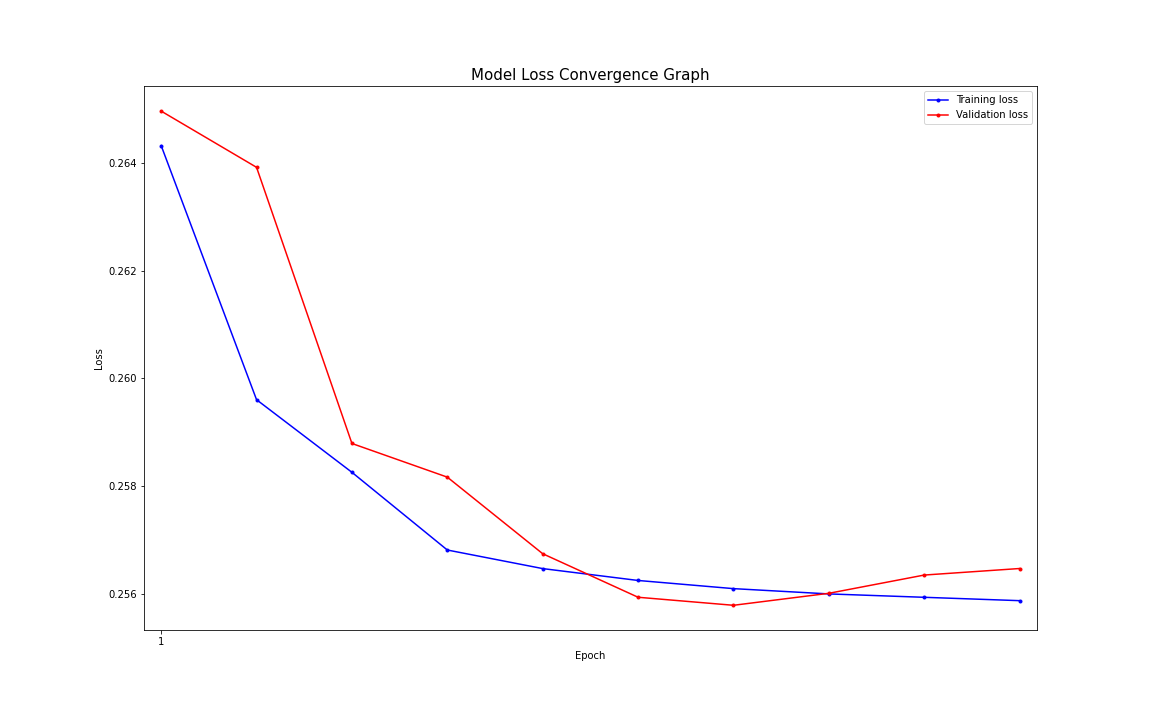 Model Loss Convergence Graph
Training loss
Validation loss
0.264
0.262
0.260
0.258
0.256
Loss
1
Epoch